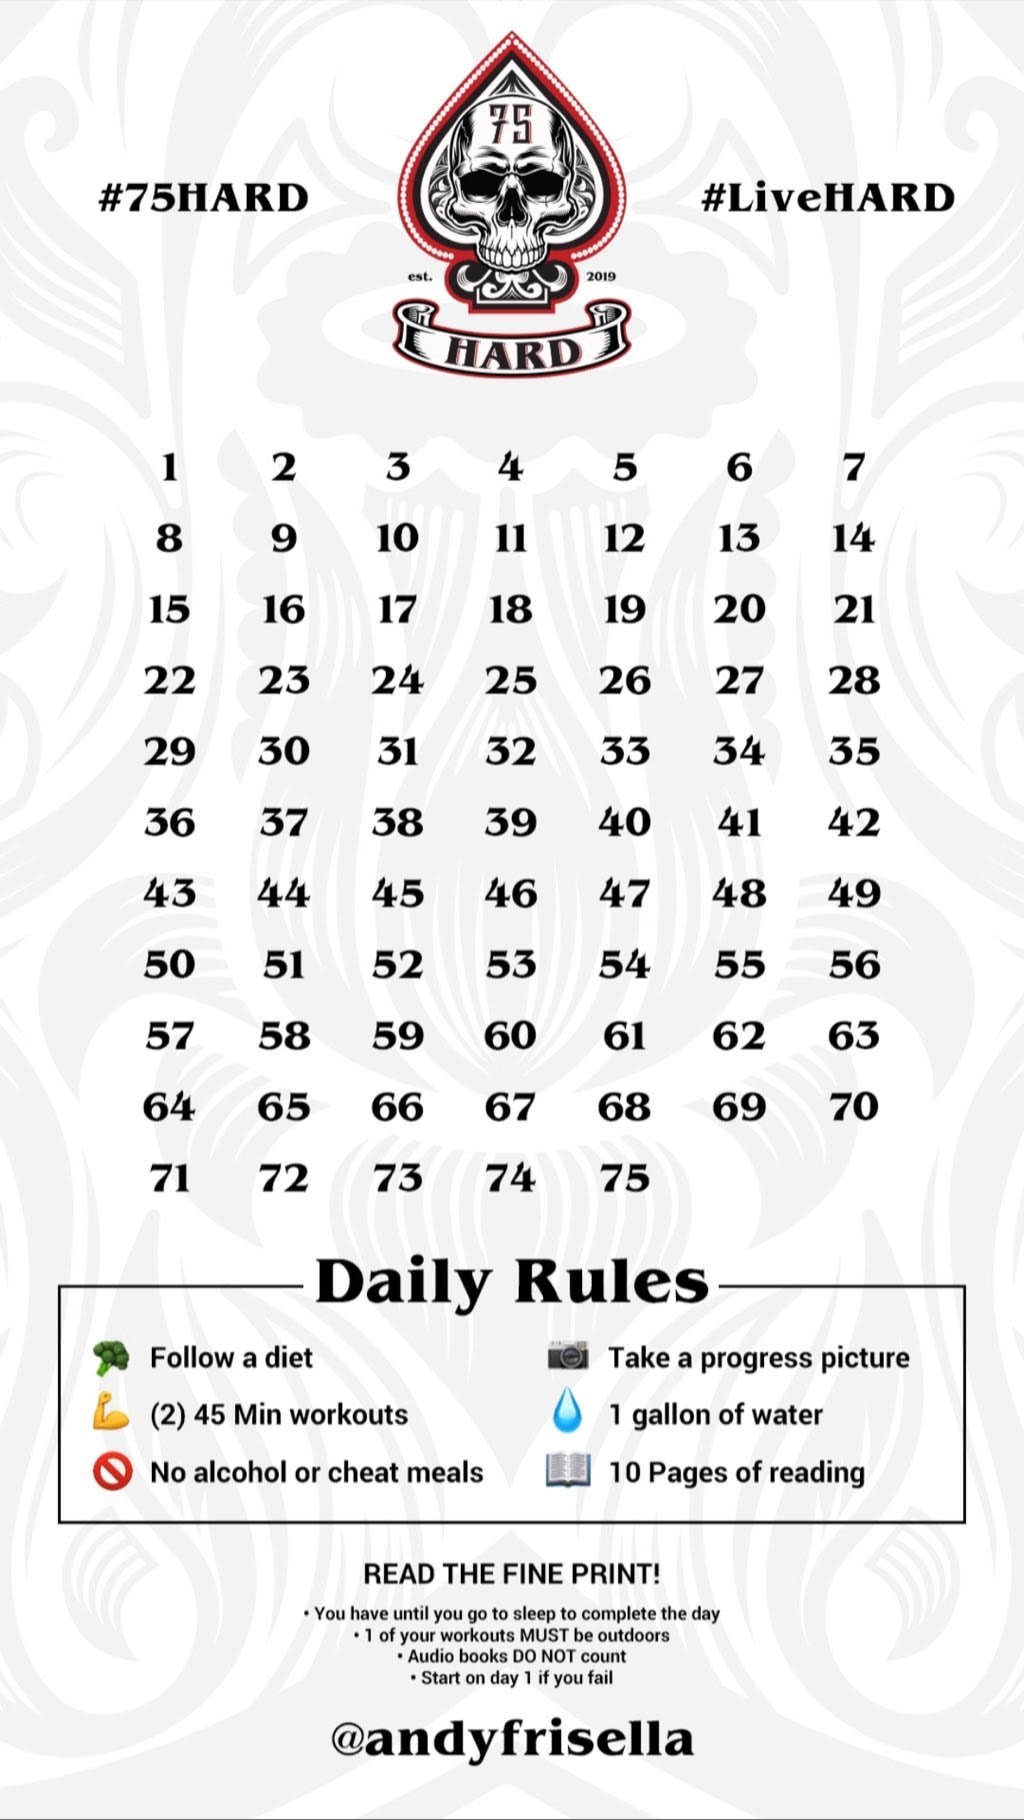 75
#75HARD #LiveHARD
est. 2019
HARD
1 2 3 4 5 6 7
8 9 10 11 12 13 14
15 16 17 18 19 20 21
22 23 24 25 26 27 28
29 30 31 32 33 34 35
36 37 38 39 40 41 42
43 44 45 46 47 48 49
50 51 52 53 54 55 56
57 58 59 60 61 62 63
64 65 66 67 68 69 70
71 72 73 74 75
Daily Rules
Follow a diet
Take a progress picture
(2) 45 Min workouts
1 gallon of water
No alcohol or cheat meals
10 Pages of reading
READ THE FINE PRINT!
• You have until you go to sleep to complete the day
• 1 of your workouts MUST be outdoors
• Audio books DO NOT count
• Start on day 1 if you fail
@andyfrisella